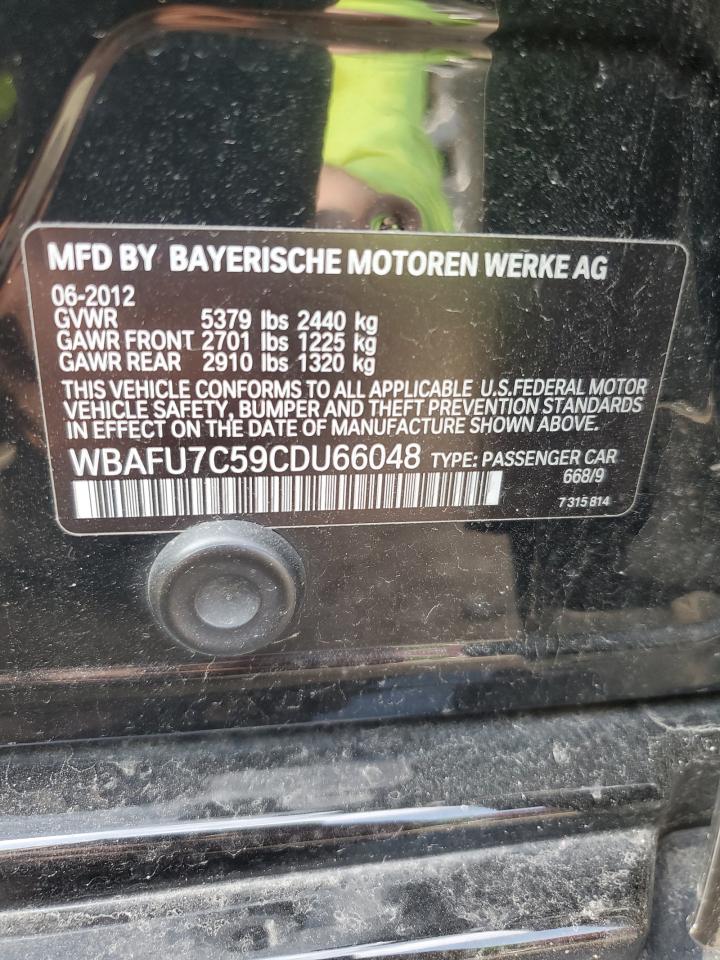 MFD BY BAYERISCHE MOTOREN WERKE AG
06-2012
GVWR 5379 lbs 2440 kg
GAWR FRONT 2701 lbs 1225 kg
GAWR REAR 2910 lbs 1320 kg
THIS VEHICLE CONFORMS TO ALL APPLICABLE U.S.FEDERAL MOTOR
VEHICLE SAFETY, BUMPER AND THEFT PREVENTION STANDARDS
IN EFFECT ON THE DATE OF MANUFACTURE SHOWN ABOVE.
WBAFU7C59CDU66048 TYPE: PASSENGER CAR
668/9
7 315 814